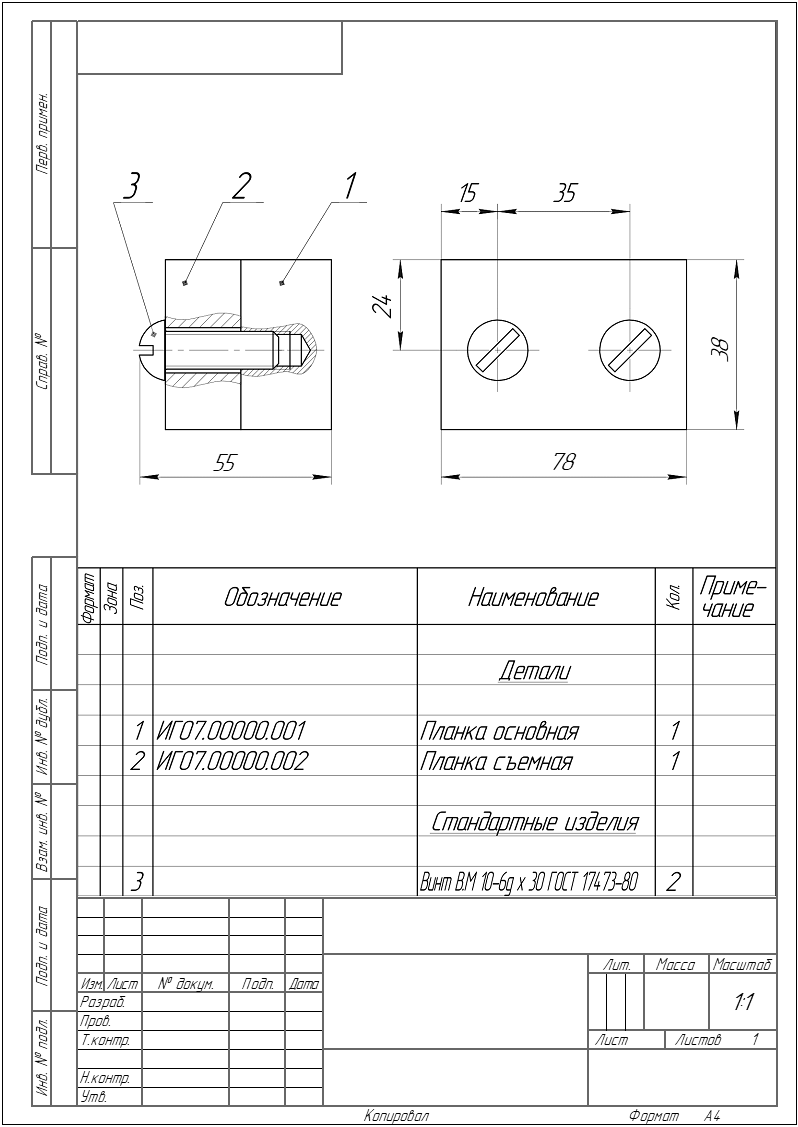 Перв. примен.
Справ. №
Подп. и дата
Инв. № дубл.
Взам. инв. №
Подп. и дата
Инв. № подл.
3 2 1
15 35
24
38
55
78
Формат Зона Поз. Обозначение Наименование Кол. Приме-
чание
Детали
1 ИГ07.00000.001 Планка основная 1
2 ИГ07.00000.002 Планка съемная 1
Стандартные изделия
3 Винт В.М 10-6g х 30 ГОСТ 17473-80 2
Лит. Масса Масштаб
Изм. Лист № докум. Подп. Дата
Разраб.
1:1
Пров.
Т.контр.
Лист Листов 1
Н.контр.
Утв.
Копировал Формат А4